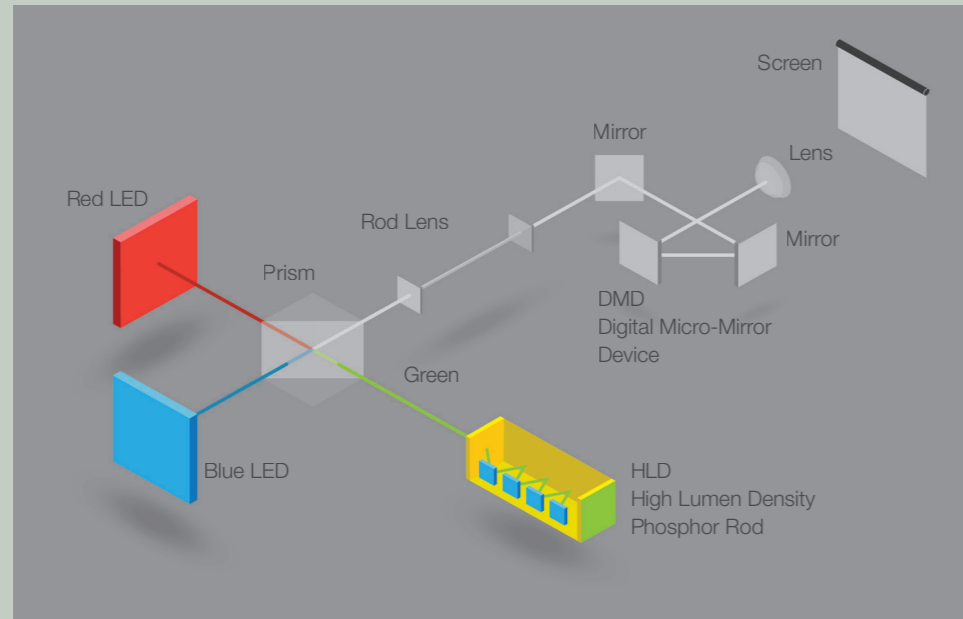 Screen
Mirror
Lens
Red LED
Rod Lens
Mirror
Prism
DMD
Digital Micro-Mirror
Device
Green
Blue LED
HLD
High Lumen Density
Phosphor Rod